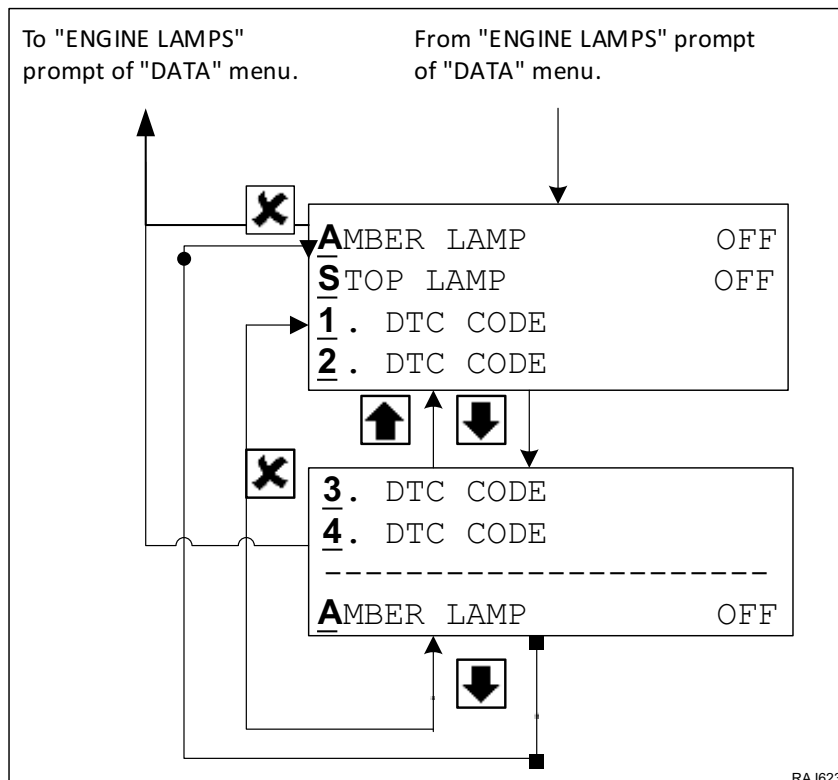 To "ENGINE LAMPS"
prompt of "DATA" menu.
From "ENGINE LAMPS" prompt
of "DATA" menu.
AMBER LAMP OFF
STOP LAMP OFF
1. DTC CODE
2. DTC CODE
3. DTC CODE
4. DTC CODE
-----------------------
AMBER LAMP OFF